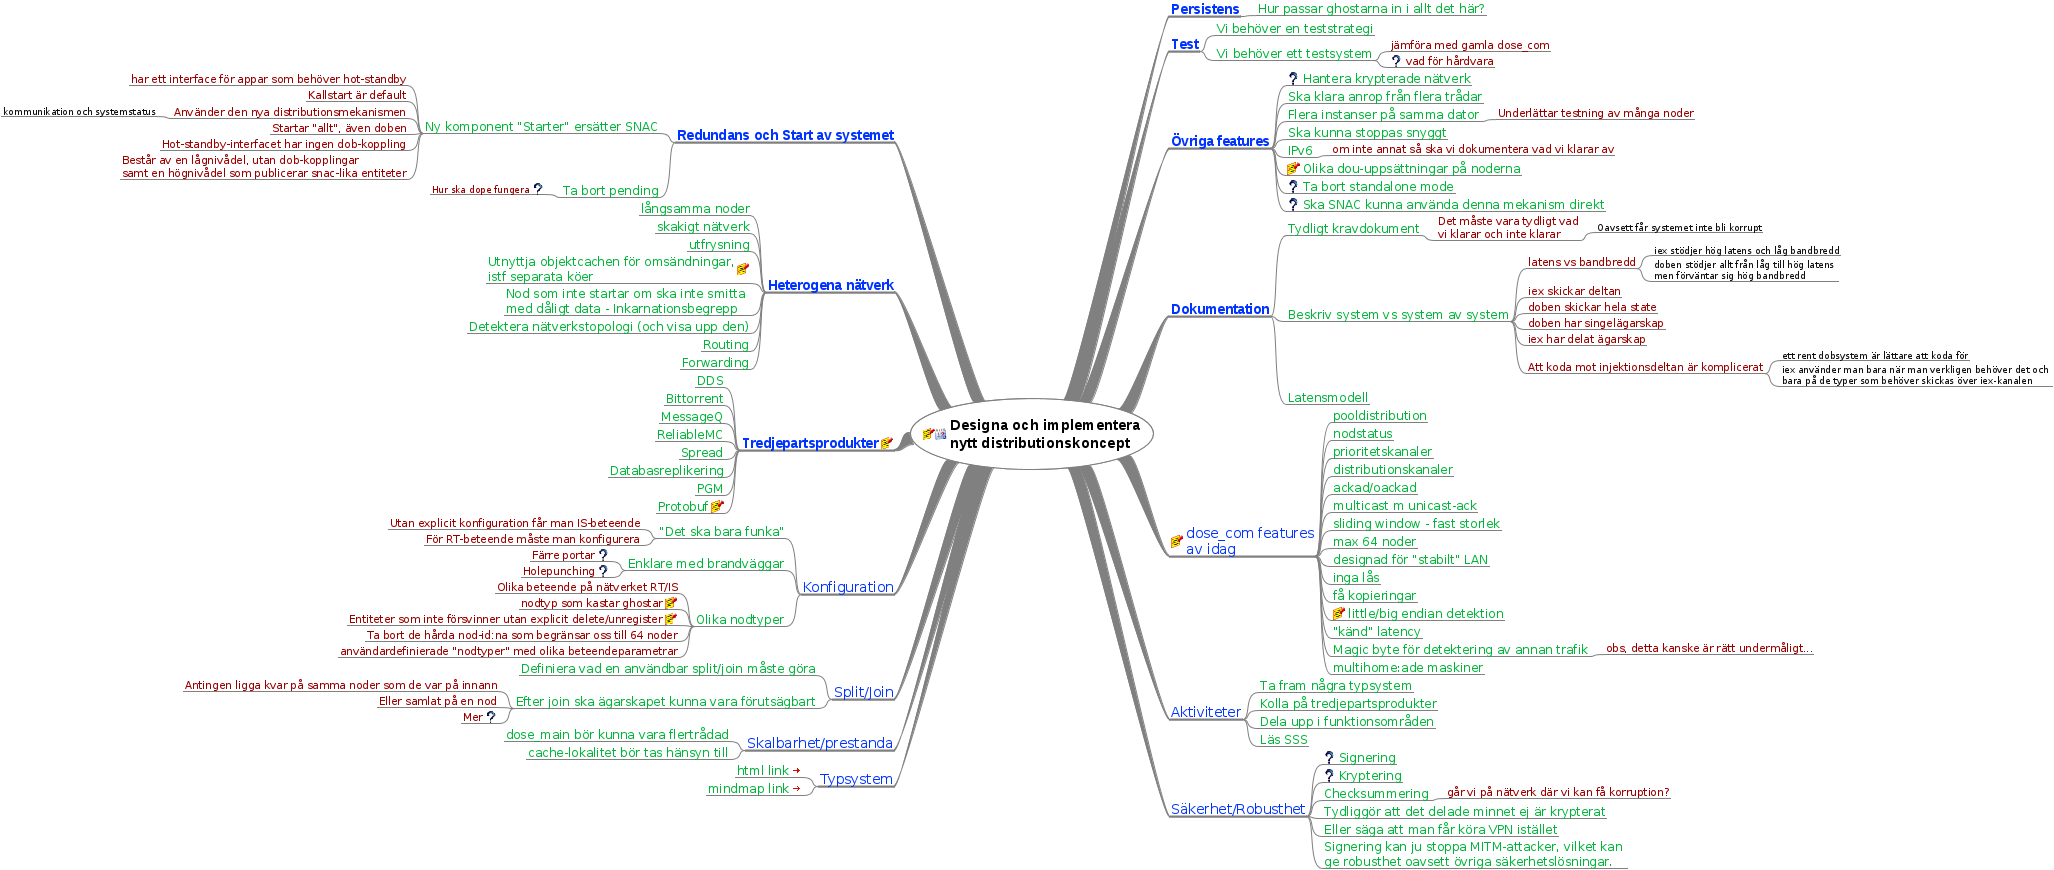 Designa och implementera
nytt distributionskoncept
Redundans och Start av systemet
Ny komponent "Starter" ersätter SNAC
har ett interface för appar som behöver hot-standby
Kallstart är default
Använder den nya distributionsmekanismen
kommunikation och systemstatus
Startar "allt", även doben
Hot-standby-interfacet har ingen dob-koppling
Består av en lågnivådel, utan dob-kopplingar
samt en högnivådel som publicerar snac-lika entiteter
Ta bort pending
Hur ska dope fungera
Heterogena nätverk
långsamma noder
skakigt nätverk
utfrysning
Utnyttja objektcachen för omsändningar,
istf separata köer
Nod som inte startar om ska inte smitta
med dåligt data - Inkarnationsbegrepp
Detektera nätverkstopologi (och visa upp den)
Routing
Forwarding
Tredjepartsprodukter
DDS
Bittorrent
MessageQ
ReliableMC
Spread
Databasreplikering
PGM
Protobuf
Konfiguration
"Det ska bara funka"
Utan explicit konfiguration får man IS-beteende
För RT-beteende måste man konfigurera
Enklare med brandväggar
Färre portar
Holepunching
Olika nodtyper
Olika beteende på nätverket RT/IS
nodtyp som kastar ghostar
Entiteter som inte försvinner utan explicit delete/unregister
Ta bort de hårda nod-id:na som begränsar oss till 64 noder
användardefinierade "nodtyper" med olika beteendeparametrar
Split/Join
Definiera vad en användbar split/join måste göra
Efter join ska ägarskapet kunna vara förutsägbart
Antingen ligga kvar på samma noder som de var på innann
Eller samlat på en nod
Mer
Skalbarhet/prestanda
dose_main bör kunna vara flertrådad
cache-lokalitet bör tas hänsyn till
Typsystem
html link
mindmap link
Persistens
Hur passar ghostarna in i allt det här?
Test
Vi behöver en teststrategi
Vi behöver ett testsystem
jämföra med gamla dose_com
vad för hårdvara
Övriga features
Hantera krypterade nätverk
Ska klara anrop från flera trådar
Flera instanser på samma dator
Underlättar testning av många noder
Ska kunna stoppas snyggt
IPv6
om inte annat så ska vi dokumentera vad vi klarar av
Olika dou-uppsättningar på noderna
Ta bort standalone mode
Ska SNAC kunna använda denna mekanism direkt
Dokumentation
Tydligt kravdokument
Det måste vara tydligt vad
vi klarar och inte klarar
Oavsett får systemet inte bli korrupt
Beskriv system vs system av system
latens vs bandbredd
iex stödjer hög latens och låg bandbredd
doben stödjer allt från låg till hög latens
men förväntar sig hög bandbredd
iex skickar deltan
doben skickar hela state
doben har singelägarskap
iex har delat ägarskap
Att koda mot injektionsdeltan är komplicerat
ett rent dobsystem är lättare att koda för
iex använder man bara när man verkligen behöver det och
bara på de typer som behöver skickas över iex-kanalen
Latensmodell
dose_com features
av idag
pooldistribution
nodstatus
prioritetskanaler
distributionskanaler
ackad/oackad
multicast m unicast-ack
sliding window - fast storlek
max 64 noder
designad för "stabilt" LAN
inga lås
få kopieringar
little/big endian detektion
"känd" latency
Magic byte för detektering av annan trafik
obs, detta kanske är rätt undermåligt...
multihome:ade maskiner
Aktiviteter
Ta fram några typsystem
Kolla på tredjepartsprodukter
Dela upp i funktionsområden
Läs SSS
Säkerhet/Robusthet
Signering
Kryptering
Checksummering
går vi på nätverk där vi kan få korruption?
Tydliggör att det delade minnet ej är krypterat
Eller säga att man får köra VPN istället
Signering kan ju stoppa MITM-attacker, vilket kan
ge robusthet oavsett övriga säkerhetslösningar.